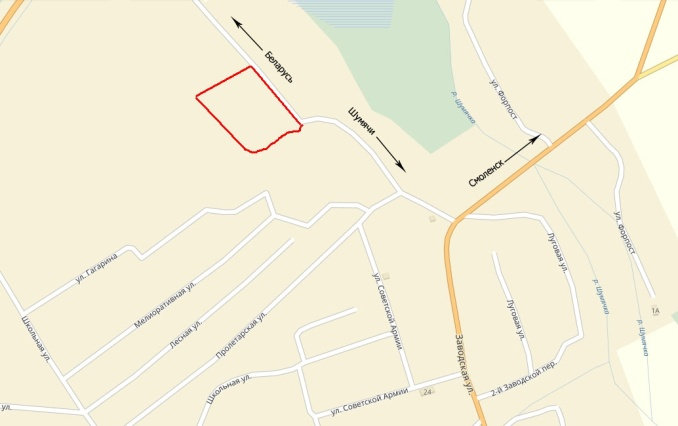 Беларусь
Шумячи
р. Шумячка
ул. Форпост
Смоленск
ул. Форпост
Луговая ул.
ул. Гагарина
ул. Советской Армии
р. Шумячка
Мелиоративная ул.
Луговая ул.
1А
Школьная ул.
Лесная ул.
Пролетарская ул.
р. Шумячка
Заводская ул.
Школьная ул.
2-й Заводской пер.
24
ул. Советской Армии
ул.